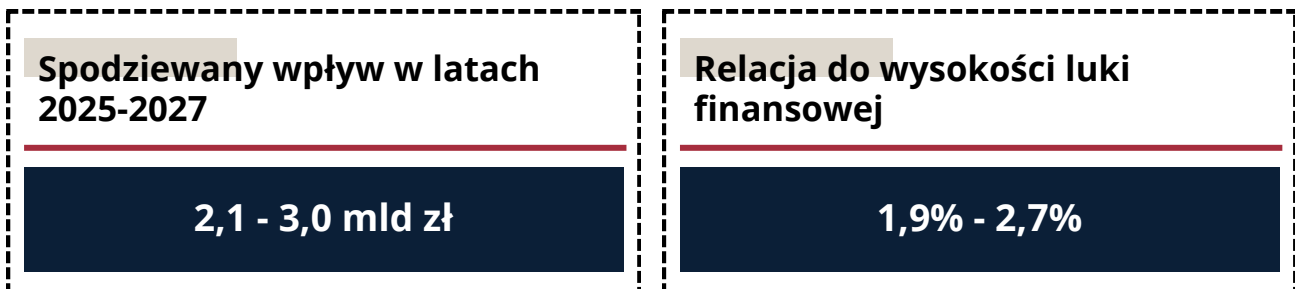 Spodziewany wpływ w latach
2025-2027
2,1 - 3,0 mld zł
Relacja do wysokości luki
finansowej
1,9% - 2,7%